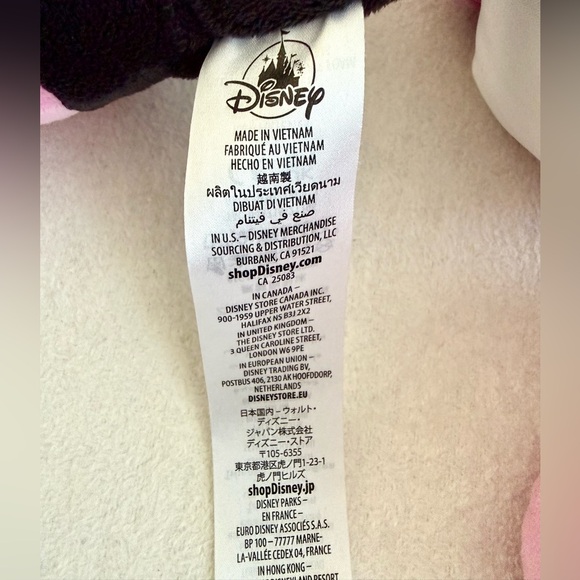 Disney
MADE IN VIETNAM
FABRIQUÉ AU VIETNAM
HECHO EN VIETNAM
越南製
ผลิตในประเทศเวียดนาม
DIBUAT DI VIETNAM
صنع في فيتنام
IN U.S. – DISNEY MERCHANDISE
SOURCING & DISTRIBUTION, LLC
BURBANK, CA 91521
shopDisney.com
CA 25083
IN CANADA –
DISNEY STORE CANADA INC.
900-1959 UPPER WATER STREET,
HALIFAX NS B3J 2X2
IN UNITED KINGDOM –
THE DISNEY STORE LTD.
3 QUEEN CAROLINE STREET,
LONDON W6 9PE
IN EUROPEAN UNION –
DISNEY TRADING BV,
POSTBUS 406, 2130 AK HOOFDDORP,
NETHERLANDS
DISNEYSTORE.EU
日本国内 – ウォルト・
ディズニー・
ジャパン株式会社
ディズニー・ストア
〒105-6355
東京都港区虎ノ門1-23-1
虎ノ門ヒルズ
shopDisney.jp
DISNEY PARKS –
EN FRANCE –
EURO DISNEY ASSOCIÉS S.A.S.
BP 100 – 77777 MARNE-
LA-VALLÉE CEDEX 04, FRANCE
IN HONG KONG –
DISNEYLAND RESORT